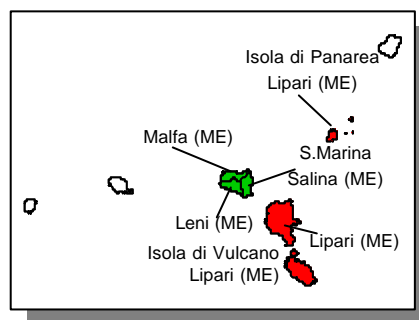 Isola di Panarea
Lipari (ME)
Malfa (ME)
S.Marina
Salina (ME)
Leni (ME)
Lipari (ME)
Isola di Vulcano
Lipari (ME)